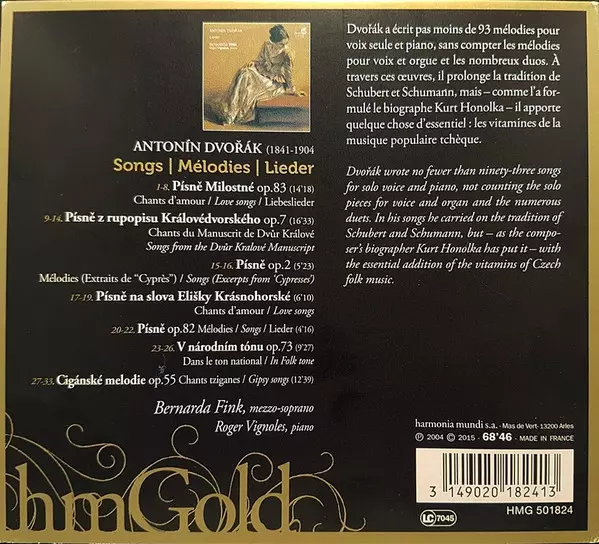 ANTONÍN DVOŘÁK (1841-1904
Songs | Mélodies | Lieder
1-8. Písně Milostné op.83 (14'18)
Chants d'amour / Love songs / Liebeslieder
9-14. Písně z rupopisu Královédvorského op.7 (16'33)
Chants du Manuscrit de Dvůr Králové
Songs from the Dvůr Kralové Manuscript
15-16. Písně op.2 (5'23)
Mélodies (Extraits de "Cyprès") / Songs (Excerpts from 'Cypresses')
17-19. Písně na slova Elišky Krásnohorské (6'10)
Chants d'amour / Love songs
20-22. Písně op.82 Mélodies / Songs / Lieder (4'16)
23-26. V národním tónu op.73 (9'27)
Dans le ton national / In Folk tone
27-33. Cigánské melodie op.55 Chants tziganes / Gipsy songs (12'39)
Bernarda Fink, mezzo-soprano
Roger Vignoles, piano
hmGold
Dvořák a écrit pas moins de 93 mélodies pour
voix seule et piano, sans compter les mélodies
pour voix et orgue et les nombreux duos. À
travers ces œuvres, il prolonge la tradition de
Schubert et Schumann, mais – comme l'a for-
mulé le biographe Kurt Honolka – il apporte
quelque chose d'essentiel : les vitamines de la
musique populaire tchèque.
Dvořák wrote no fewer than ninety-three songs
for solo voice and piano, not counting the solo
pieces for voice and organ and the numerous
duets. In his songs he carried on the tradition of
Schubert and Schumann, but – as the compo-
ser's biographer Kurt Honolka has put it – with
the essential addition of the vitamins of Czech
folk music.
harmonia mundi s.a. - Mas de Vert- 13200 Arles
℗ 2004 © 2015 - 68'46 - MADE IN FRANCE
3 149020 182413
LC 7045
HMG 501824